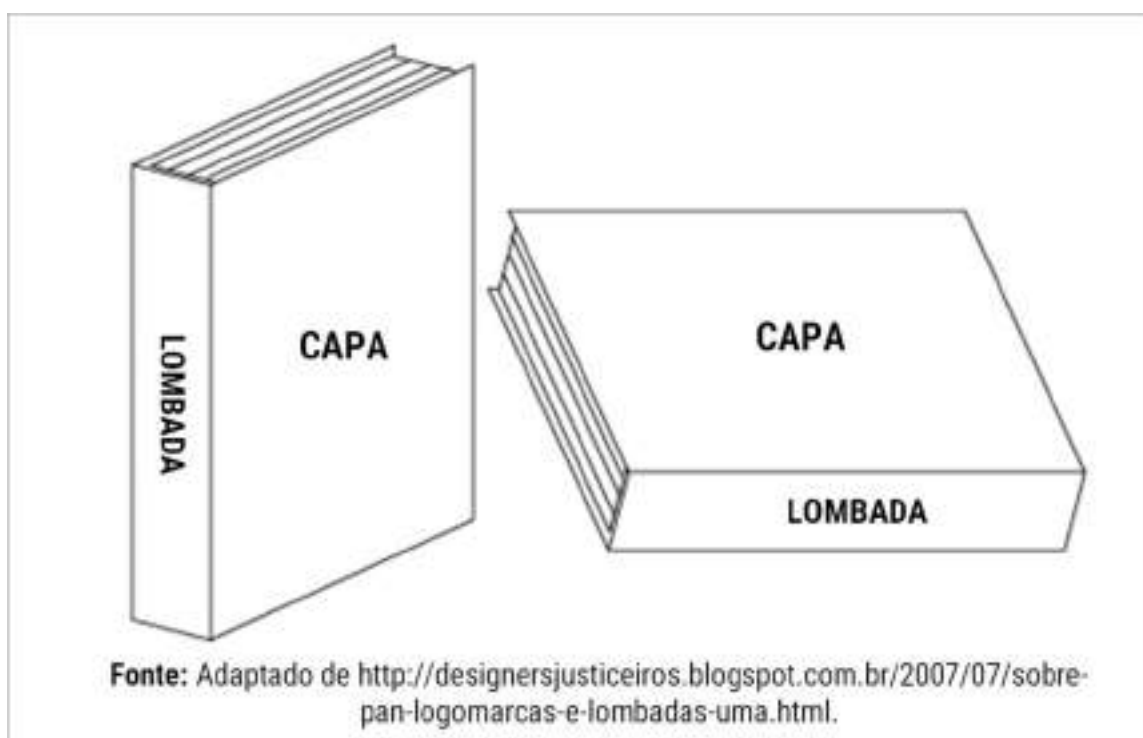 LOMBADA
CAPA
CAPA
LOMBADA
Fonte: Adaptado de http://designersjusticeiros.blogspot.com.br/2007/07/sobre-
pan-logomarcas-e-lombadas-uma.html.